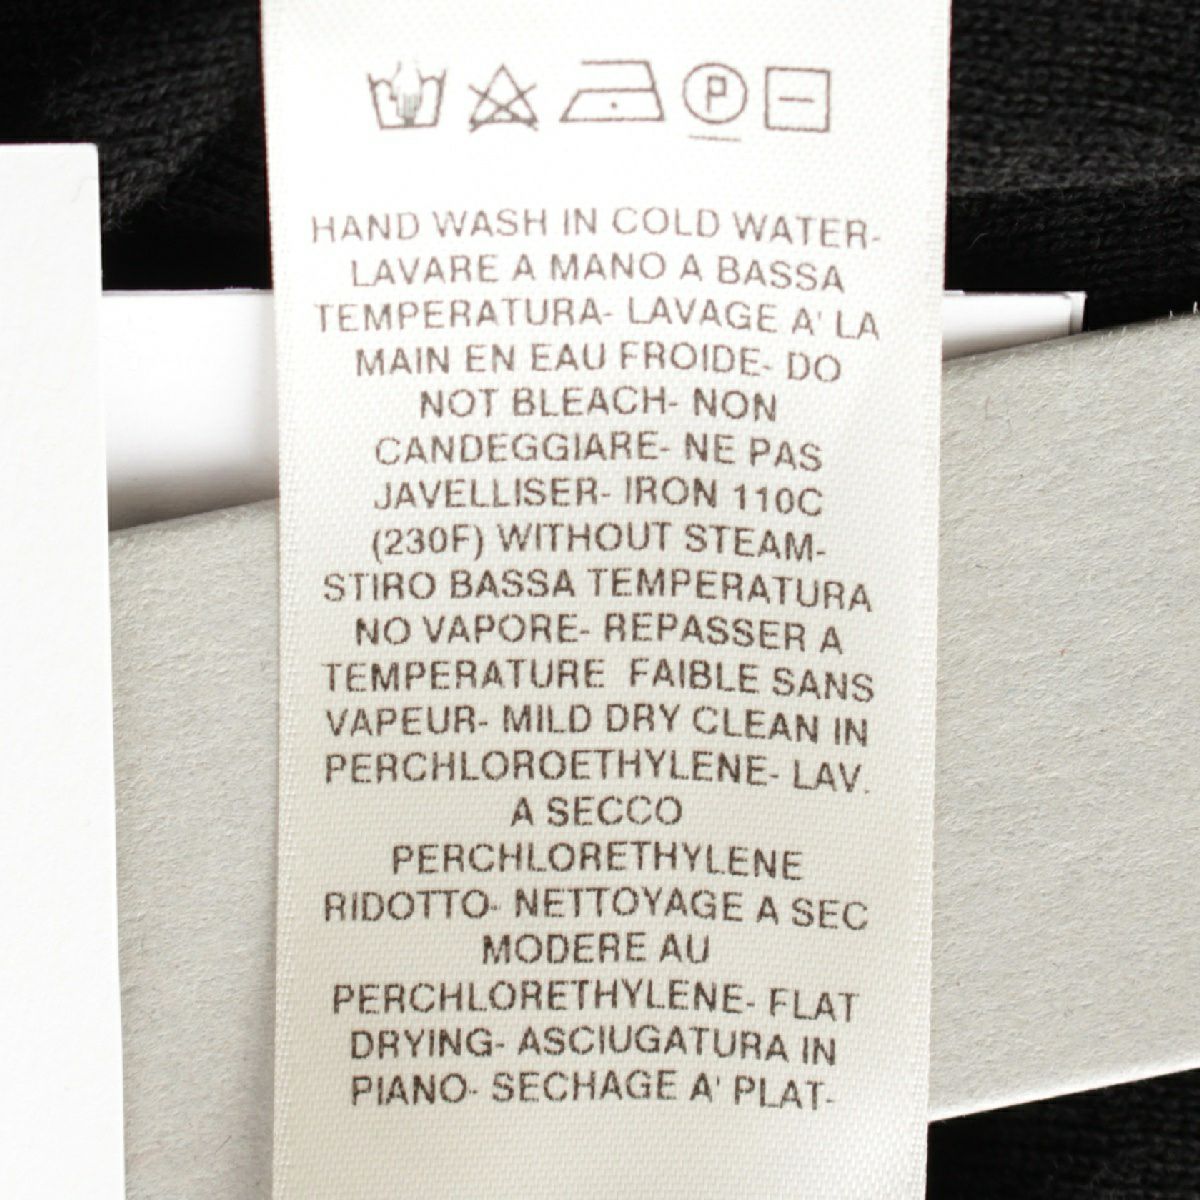 P
HAND WASH IN COLD WATER-
LAVARE A MANO A BASSA
TEMPERATURA- LAVAGE A' LA
MAIN EN EAU FROIDE- DO
NOT BLEACH- NON
CANDEGGIARE- NE PAS
JAVELLISER- IRON 110C
(230F) WITHOUT STEAM-
STIRO BASSA TEMPERATURA
NO VAPORE- REPASSER A
TEMPERATURE FAIBLE SANS
VAPEUR- MILD DRY CLEAN IN
PERCHLOROETHYLENE- LAV.
A SECCO
PERCHLORETHYLENE
RIDOTTO- NETTOYAGE A SEC
MODERE AU
PERCHLORETHYLENE- FLAT
DRYING- ASCIUGATURA IN
PIANO- SECHAGE A' PLAT-